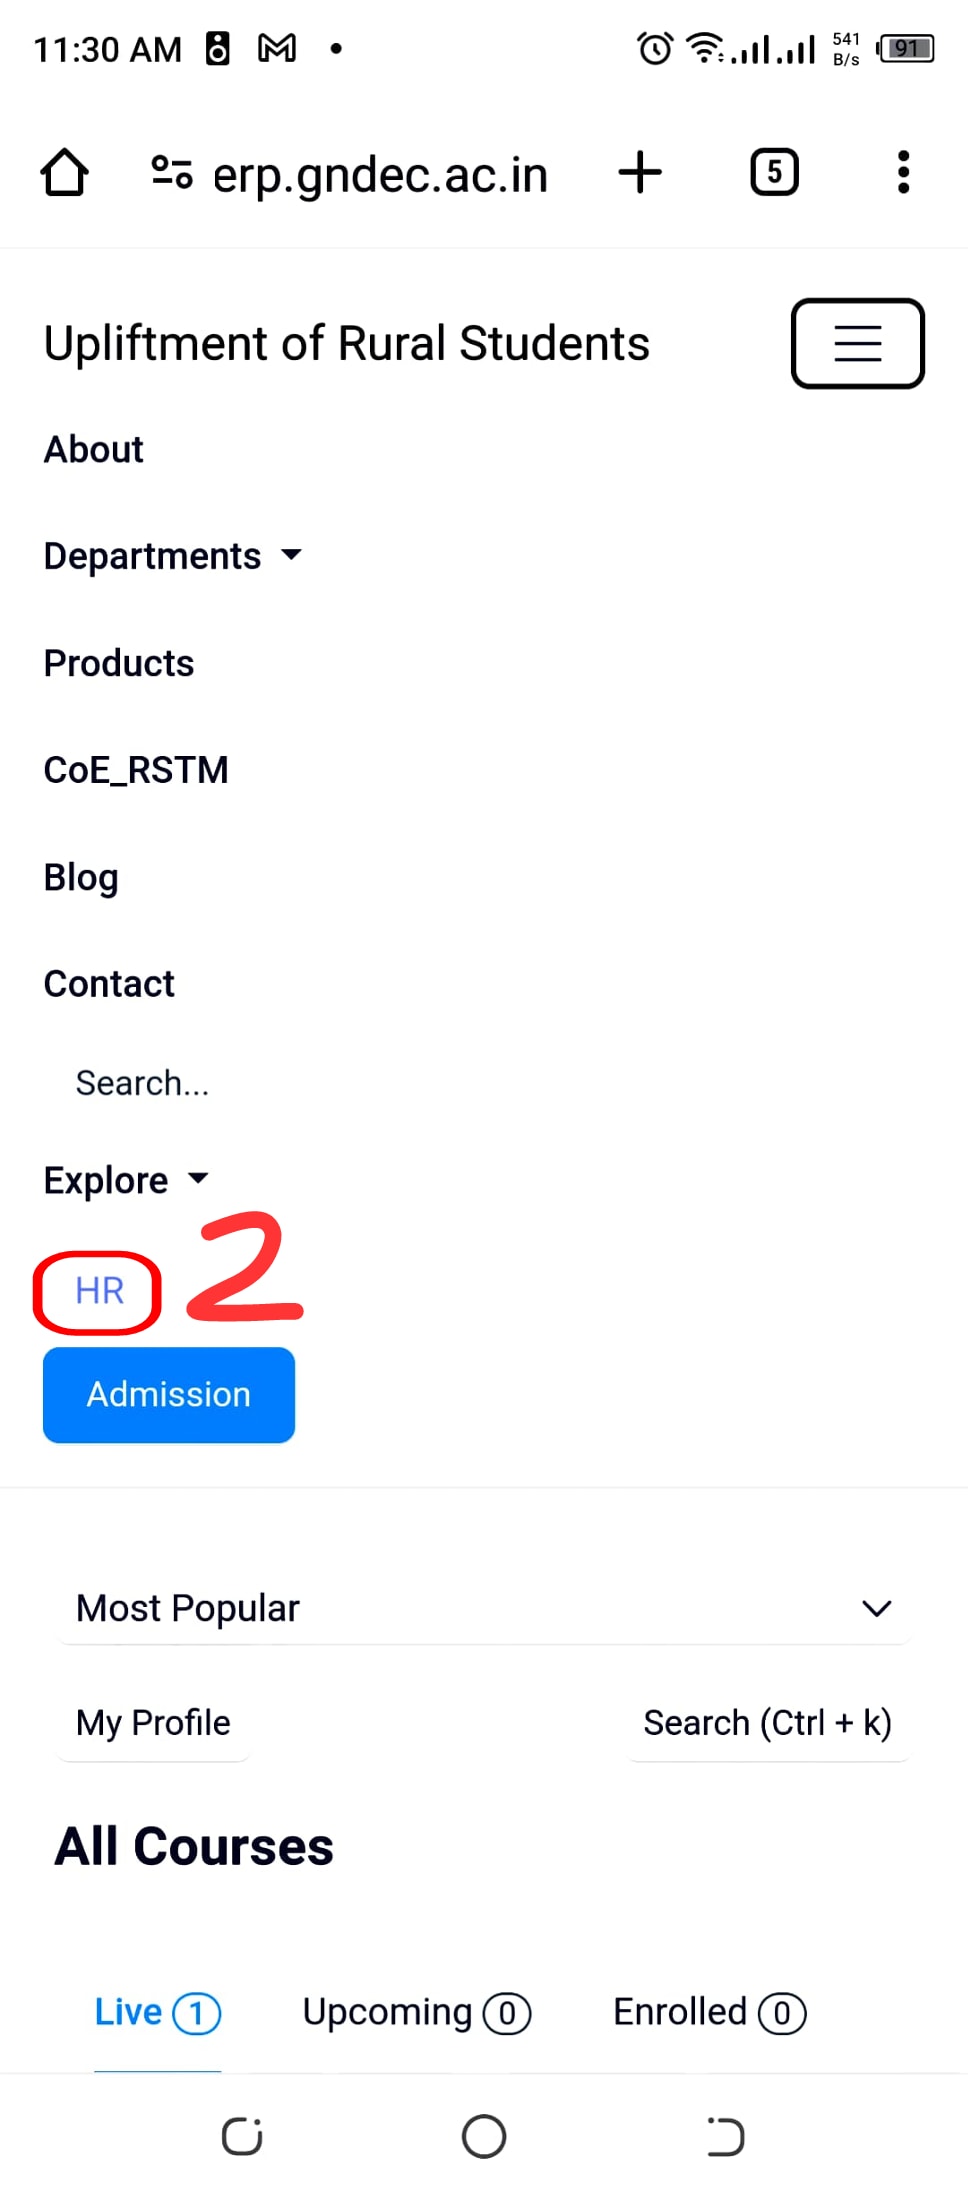 11:30 AM
541
B/s
91
erp.gndec.ac.in
5
Upliftment of Rural Students
About
Departments
Products
CoE_RSTM
Blog
Contact
Search...
Explore
HR
2
Admission
Most Popular
My Profile
Search (Ctrl + k)
All Courses
Live 1
Upcoming 0
Enrolled 0